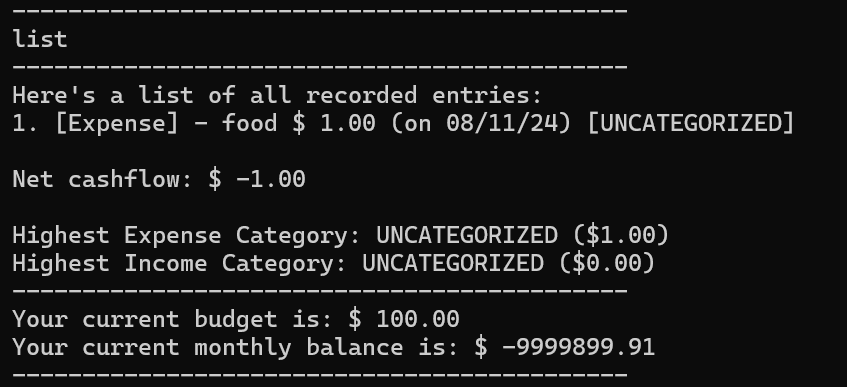 --------------------------------------------
list
--------------------------------------------
Here's a list of all recorded entries:
1. [Expense] - food $ 1.00 (on 08/11/24) [UNCATEGORIZED]

Net cashflow: $ -1.00

Highest Expense Category: UNCATEGORIZED ($1.00)
Highest Income Category: UNCATEGORIZED ($0.00)
--------------------------------------------
Your current budget is: $ 100.00
Your current monthly balance is: $ -9999899.91
--------------------------------------------